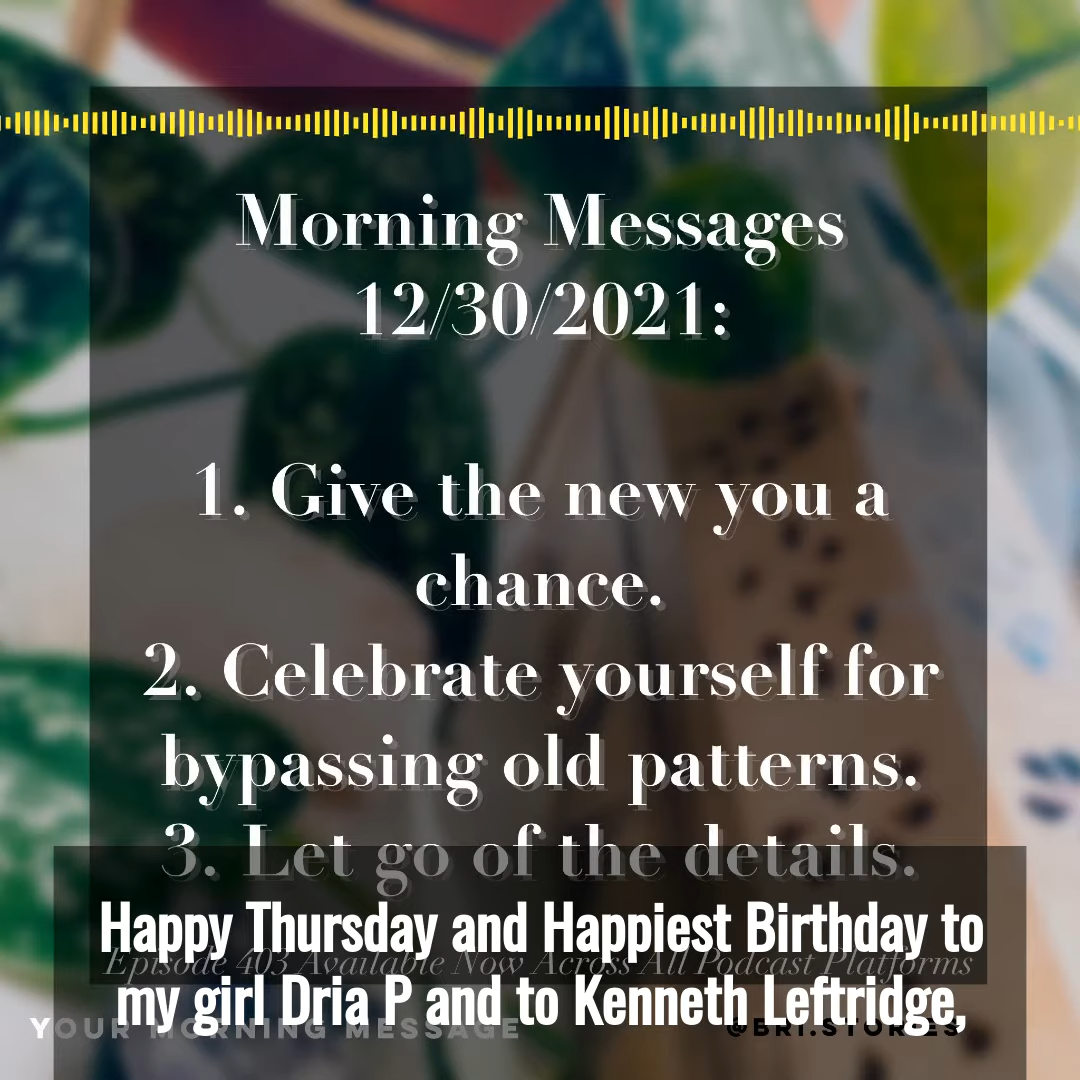 Morning Messages
12/30/2021:
1. Give the new you a
chance.
2. Celebrate yourself for
bypassing old patterns.
3. Let go of the details.
Happy Thursday and Happiest Birthday to
Episode 403 Available Now Across All Podcast Platforms
my girl Dria P and to Kenneth Leftridge,
YOUR MORNING MESSAGE
@BRI.STORIES